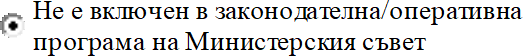 Не е включен в законодателна/оперативна
програма на Министерския съвет